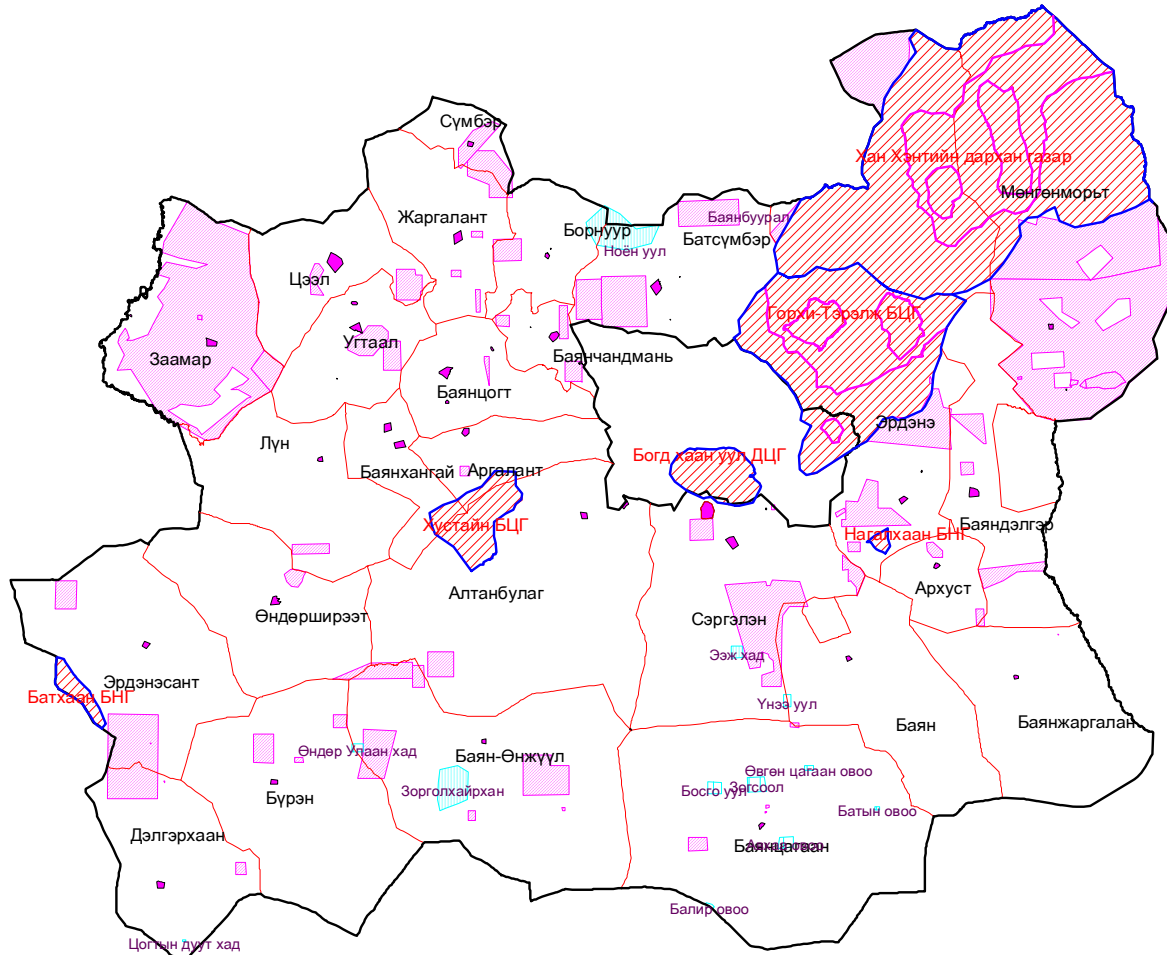 Сүмбэр
Хан Хэнтийн дархан газар
Мөнгөнморьт
Жаргалант
Баянбуурал
Борнуур
Батсүмбэр
Ноён уул
Цээл
Горхи-Тэрэлж БЦГ
Угтаал
Заамар
Баянчандмань
Баянцогт
Эрдэнэ
Лүн
Богд хаан уул ДЦГ
Баянхангай
Аргалант
Хустайн БЦГ
Баяндэлгэр
Нагалхаан БНГ
Архуст
Алтанбулаг
Өндөрширээт
Сэргэлэн
Ээж хад
Эрдэнэсант
Батхаан БНГ
Үнээ уул
Баян
Баянжаргалан
Өндөр Улаан хад
Баян-Өнжүүл
Өвгөн цагаан овоо
Зоргол­хайрхан
Босго уул
Зогсоол
Бүрэн
Батын овоо
Дэлгэрхаан
Баянцагаан
Балир овоо
Цогтын дуут хад